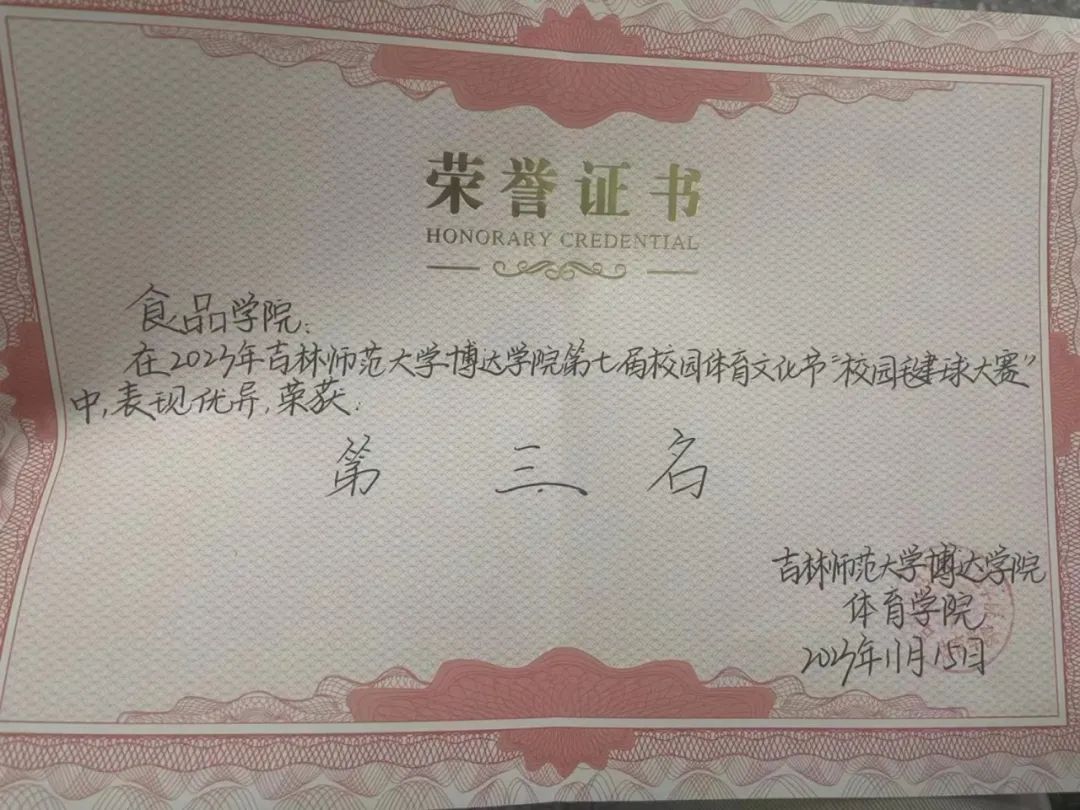 荣誉证书
HONORARY CREDENTIAL
食品学院:
在2023年吉林师范大学博达学院第七届校园体育文化节“校园毽球大赛”
中,表现优异,荣获:
第三名
吉林师范大学博达学院
体育学院
2023年11月15日